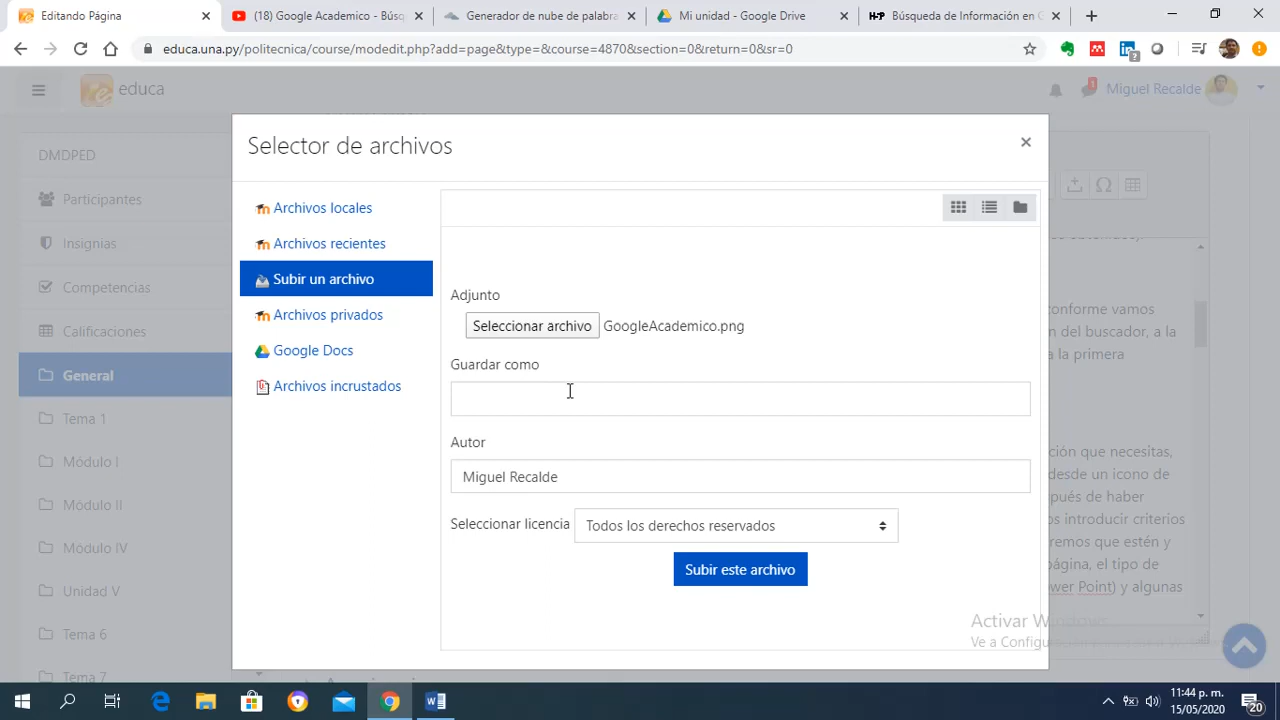 Editando Página
(18) Google Academico - Búsq
Generador de nube de palabra
Mi unidad - Google Drive
Búsqueda de Información en G
educa.una.py/politecnica/course/modedit.php?add=page&type=&course=4870&section=0&return=0&sr=0
educa
1
Miguel Recalde
Selector de archivos
DMDPED
Participantes
Insignias
Competencias
Calificaciones
General
Tema 1
Módulo I
Módulo II
Módulo IV
Unidad V
Tema 6
Tema 7
Archivos locales
Archivos recientes
Subir un archivo
Archivos privados
Google Docs
Archivos incrustados
Adjunto
Seleccionar archivo GoogleAcademico.png
Guardar como
Autor
Miguel Recalde
Seleccionar licencia Todos los derechos reservados
Subir este archivo
conforme vamos
n del buscador, a la
a la primera
ción que necesitas,
desde un icono de
spués de haber
s introducir criterios
remos que estén y
página, el tipo de
ower Point) y algunas
Activar Windows
11:44 p. m.
15/05/2020
20